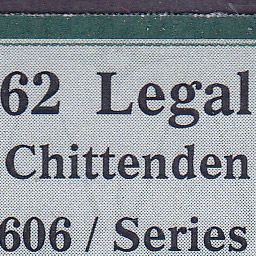 62 Legal
Chittenden
606 / Series